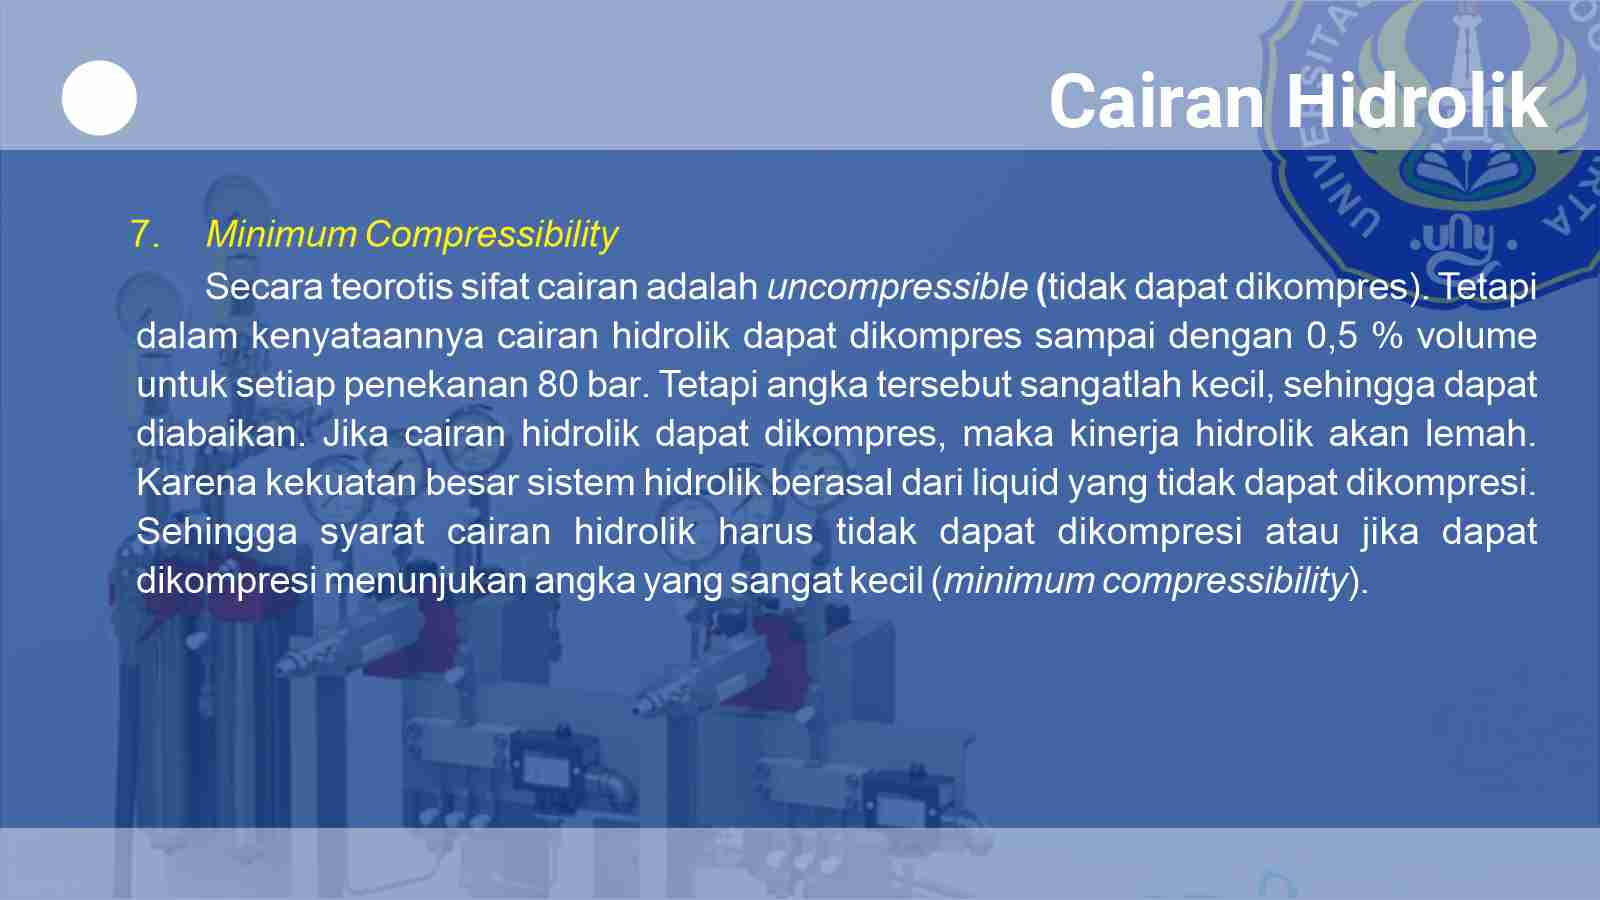 Cairan Hidrolik
UNIVERSITAS
uny
7. Minimum Compressibility
Secara teorotis sifat cairan adalah uncompressible (tidak dapat dikompres). Tetapi
dalam kenyataannya cairan hidrolik dapat dikompres sampai dengan 0,5 % volume
untuk setiap penekanan 80 bar. Tetapi angka tersebut sangatlah kecil, sehingga dapat
diabaikan. Jika cairan hidrolik dapat dikompres, maka kinerja hidrolik akan lemah.
Karena kekuatan besar sistem hidrolik berasal dari liquid yang tidak dapat dikompresi.
Sehingga syarat cairan hidrolik harus tidak dapat dikompresi atau jika dapat
dikompresi menunjukan angka yang sangat kecil (minimum compressibility).